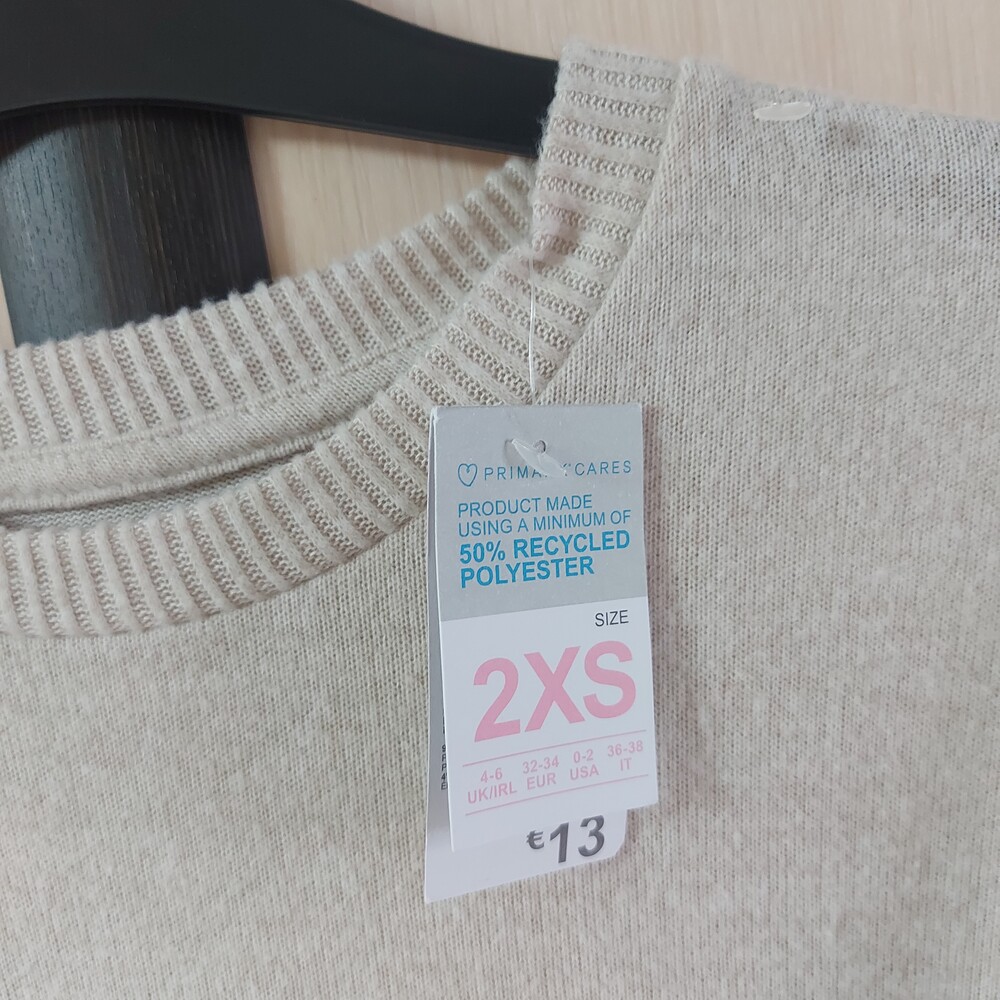 PRIMA CARES
PRODUCT MADE
USING A MINIMUM OF
50% RECYCLED
POLYESTER
SIZE
2XS
4-6 32-34 0-2 36-38
UK/IRL EUR USA IT
€13